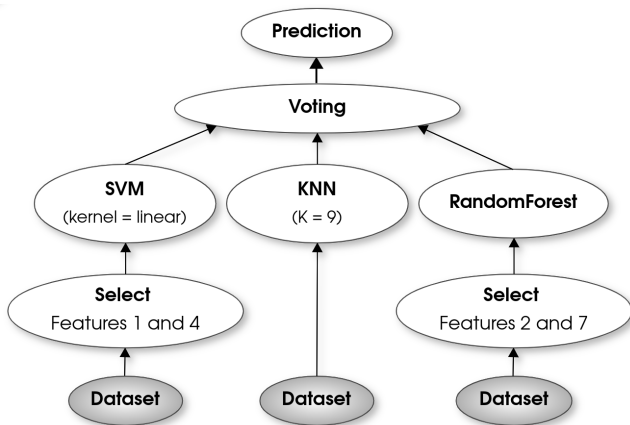 Prediction
Voting
SVM
(kernel = linear)
KNN
(K = 9)
RandomForest
Select
Features 1 and 4
Select
Features 2 and 7
Dataset
Dataset
Dataset